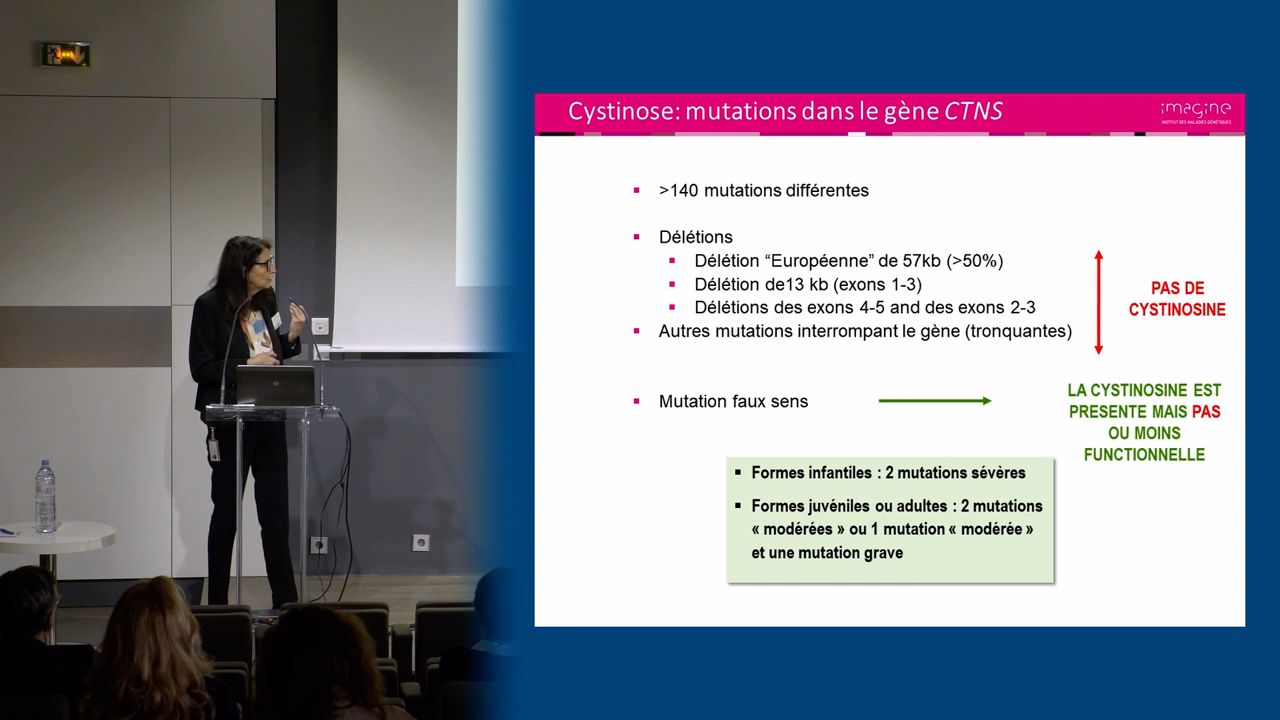 Cystinose: mutations dans le gène CTNS
imagine
INSTITUT DES MALADIES GÉNÉTIQUES
>140 mutations différentes
Délétions
Délétion “Européenne” de 57kb (>50%)
Délétion de13 kb (exons 1-3)
Délétions des exons 4-5 and des exons 2-3
Autres mutations interrompant le gène (tronquantes)
PAS DE
CYSTINOSINE
Mutation faux sens
LA CYSTINOSINE EST
PRESENTE MAIS PAS
OU MOINS
FUNCTIONNELLE
Formes infantiles : 2 mutations sévères
Formes juvéniles ou adultes : 2 mutations
« modérées » ou 1 mutation « modérée »
et une mutation grave